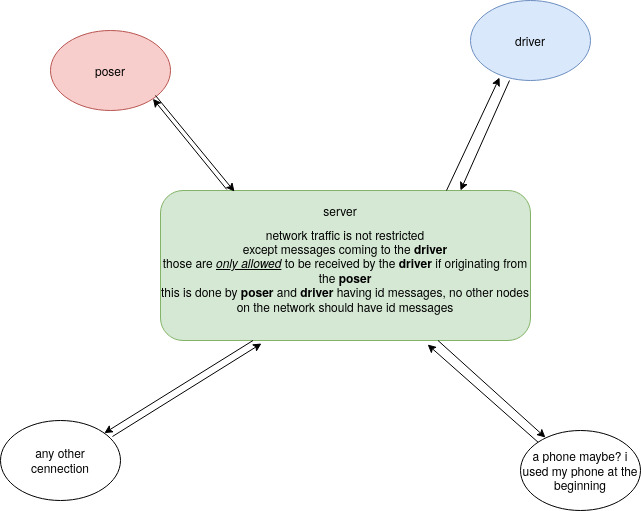 poser
driver
server
network traffic is not restricted
except messages coming to the driver
those are only allowed to be received by the driver if originating from
the poser
this is done by poser and driver having id messages, no other nodes
on the network should have id messages
any other
cennection
a phone maybe? i
used my phone at the
beginning